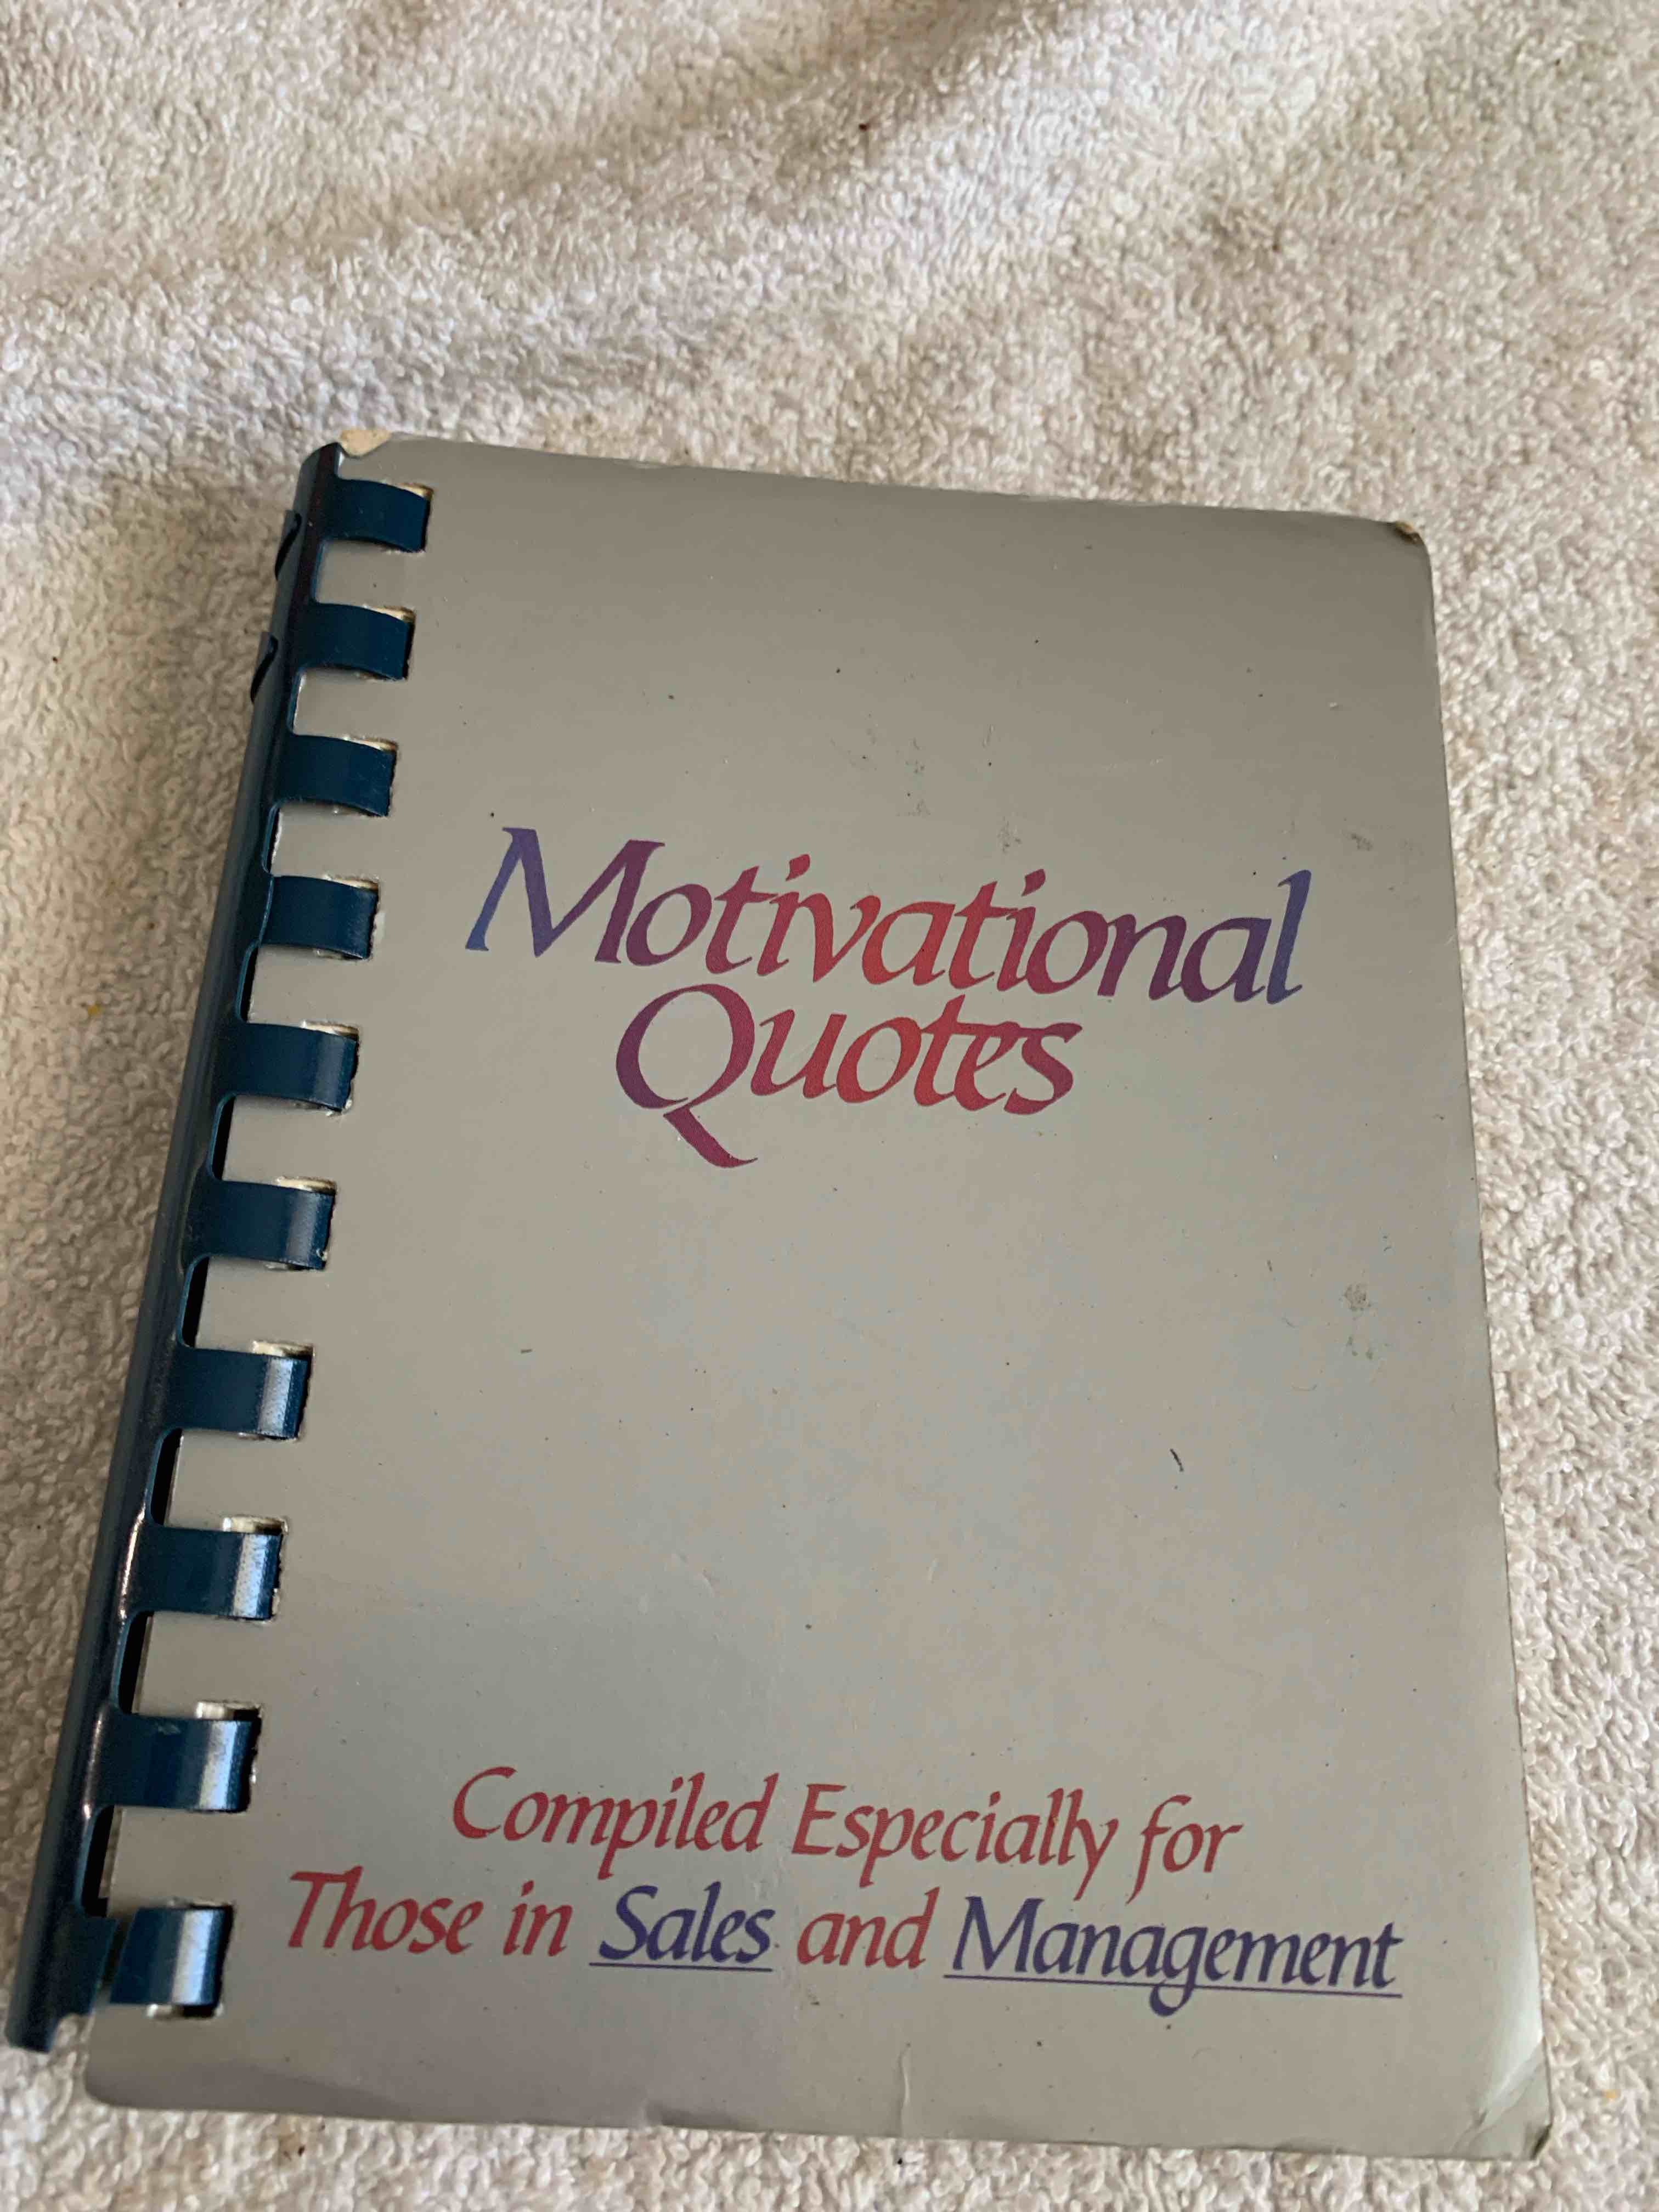 Motivational
Quotes
Compiled Especially for
Those in Sales and Management